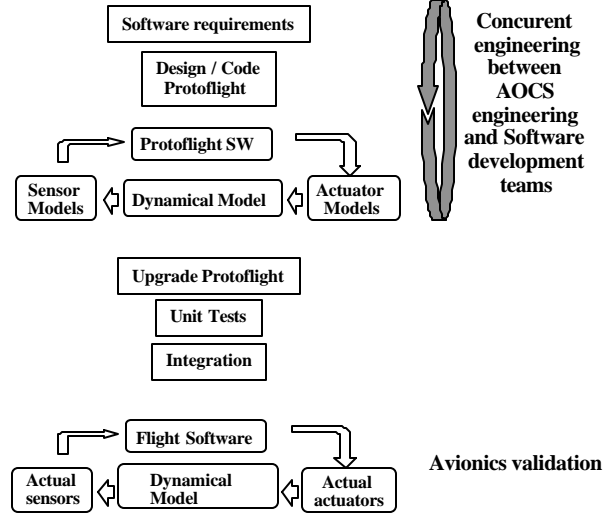 Software requirements
Design / Code
Protoflight
Protoflight SW
Sensor
Models
Dynamical Model
Actuator
Models
Concurent
engineering
between
AOCS
engineering
and Software
development
teams
Upgrade Protoflight
Unit Tests
Integration
Flight Software
Actual
sensors
Dynamical
Model
Actual
actuators
Avionics validation